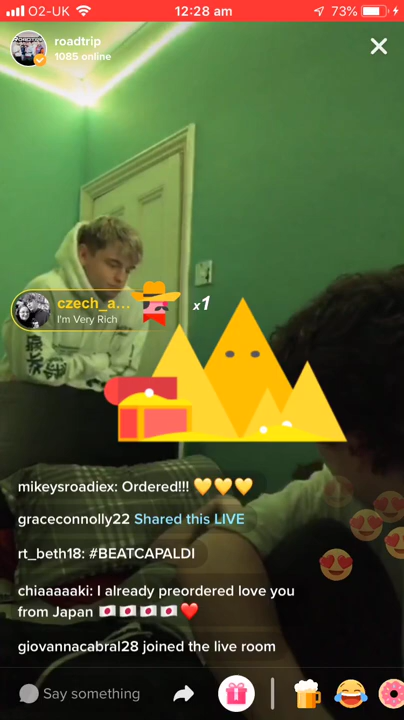 O2-UK 12:28 am 73%
roadtrip
1085 online
czech_a...
I'm Very Rich
x1
mikeysroadiex: Ordered!!! 💛💛💛
graceconnolly22 Shared this LIVE
rt_beth18: #BEATCAPALDI
chiaaaaaki: I already preordered love you
from Japan 🇯🇵🇯🇵🇯🇵🇯🇵❤️
giovannacabral28 joined the live room
Say something